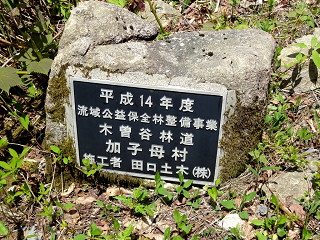 平成14年度
流域公益保全林整備事業
木曽谷林道
加子母村
施工者 田口土木(株)